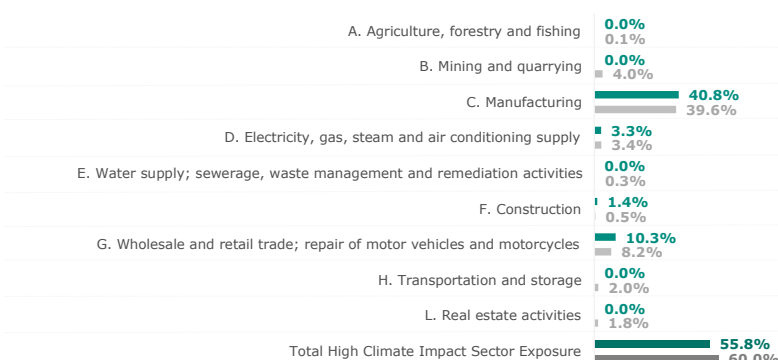 A. Agriculture, forestry and fishing 0.0%
0.1%
B. Mining and quarrying 0.0%
4.0%
C. Manufacturing 40.8%
39.6%
D. Electricity, gas, steam and air conditioning supply 3.3%
3.4%
E. Water supply; sewerage, waste management and remediation activities 0.0%
0.3%
F. Construction 1.4%
0.5%
G. Wholesale and retail trade; repair of motor vehicles and motorcycles 10.3%
8.2%
H. Transportation and storage 0.0%
2.0%
L. Real estate activities 0.0%
1.8%
Total High Climate Impact Sector Exposure 55.8%
60.0%